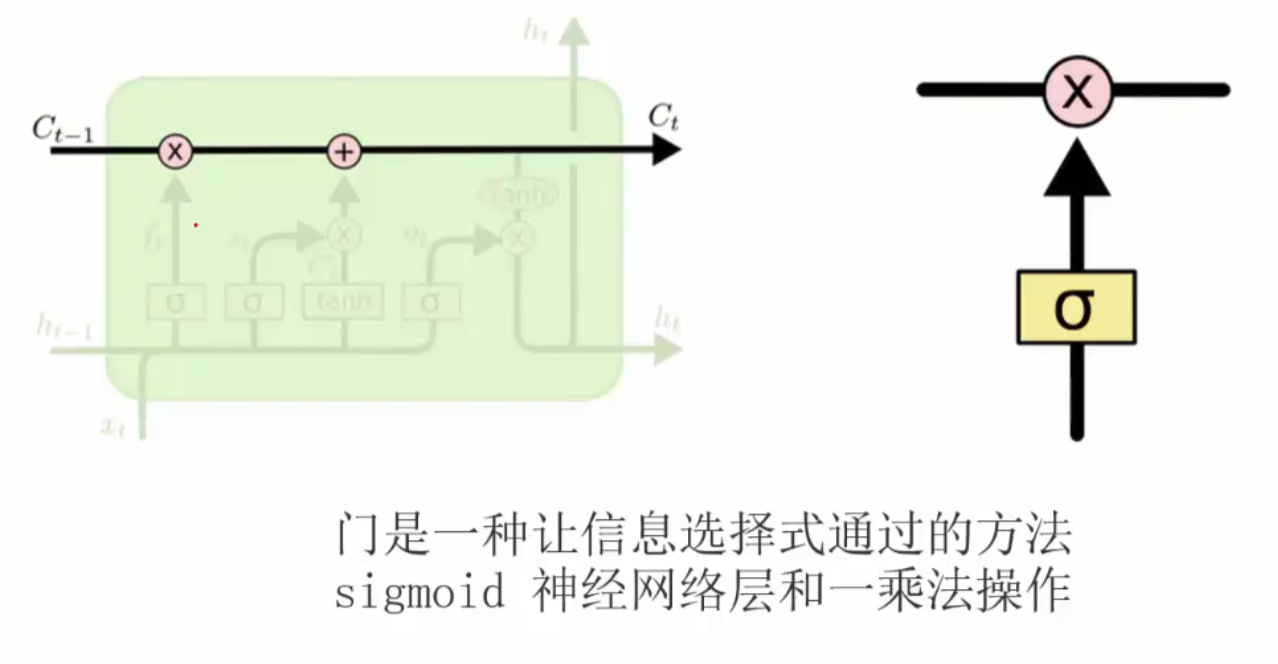 h_t
C_{t-1}
C_t
x
+
x
tanh
f_t
i_t
o_t
x
x
σ
σ
σ
tanh
σ
h_{t-1}
h_t
x_t
门是一种让信息选择式通过的方法
sigmoid 神经网络层和一乘法操作